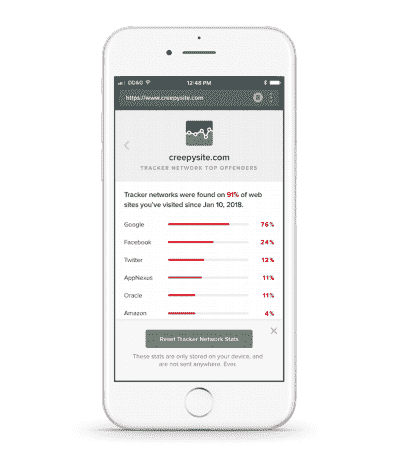 DDAG 12:48 PM
https://www.creepysite.com
creepysite.com
TRACKER NETWORK TOP OFFENDERS
Tracker networks were found on 91% of web
sites you've visited since Jan 10, 2018.
Google 76%
Facebook 24%
Twitter 12%
AppNexus 11%
Oracle 11%
Amazon 4%
Reset Tracker Network Stats
These stats are only stored on your device, and
are not sent anywhere. Ever.